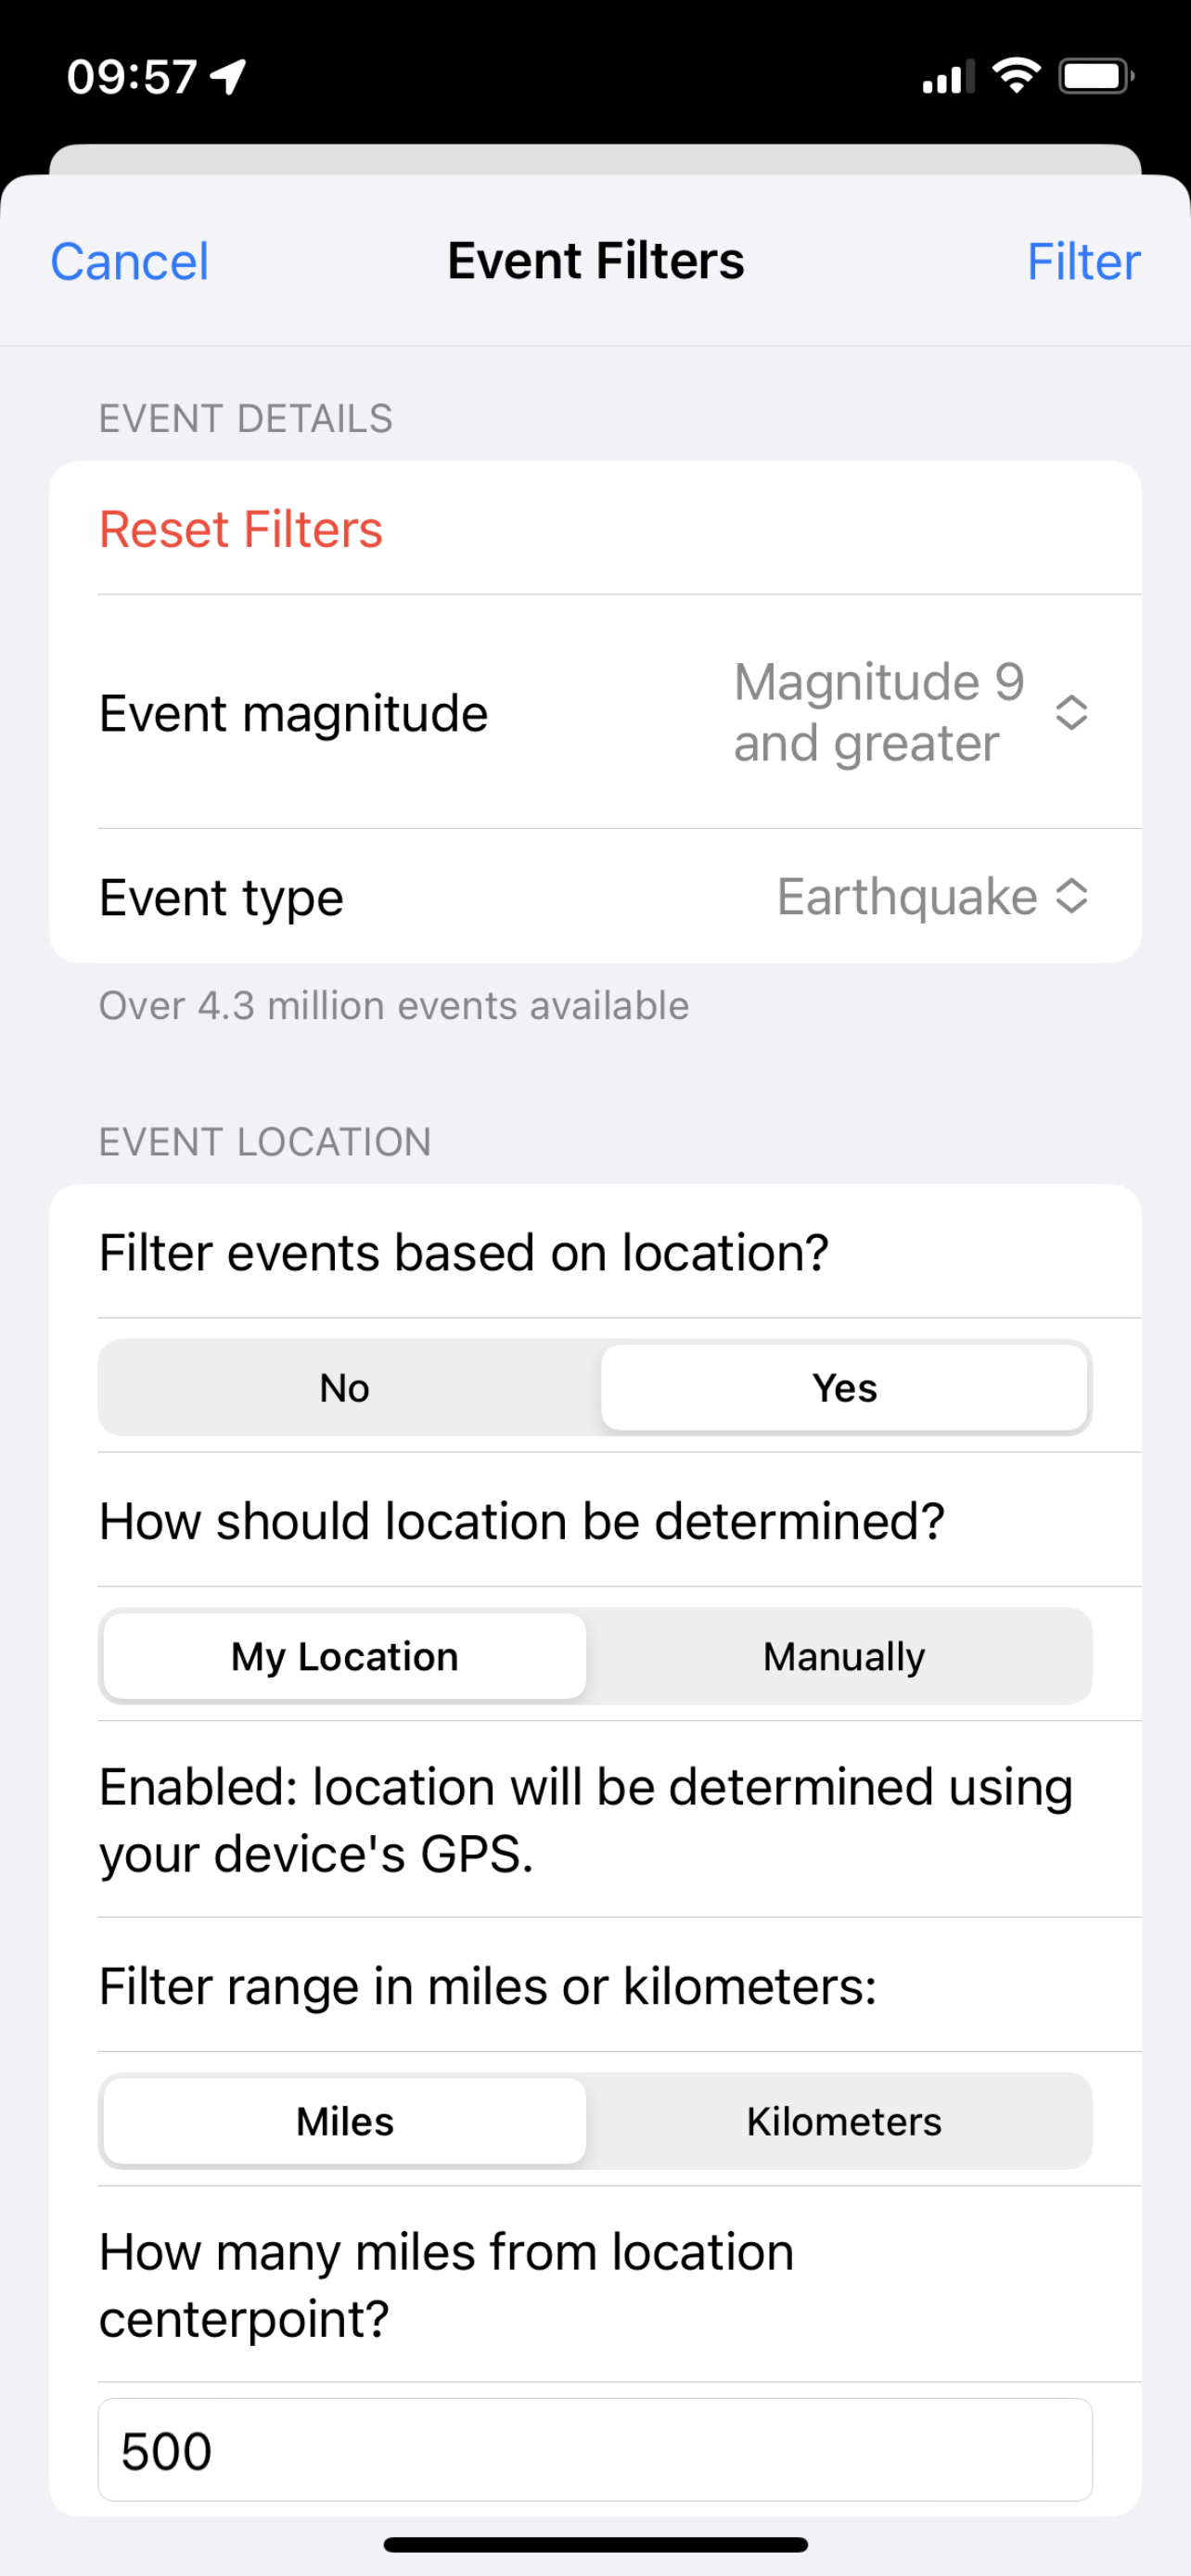 09:57
Cancel
Event Filters
Filter
EVENT DETAILS
Reset Filters
Event magnitude
Magnitude 9
and greater
Event type
Earthquake
Over 4.3 million events available
EVENT LOCATION
Filter events based on location?
No
Yes
How should location be determined?
My Location
Manually
Enabled: location will be determined using
your device's GPS.
Filter range in miles or kilometers:
Miles
Kilometers
How many miles from location
centerpoint?
500